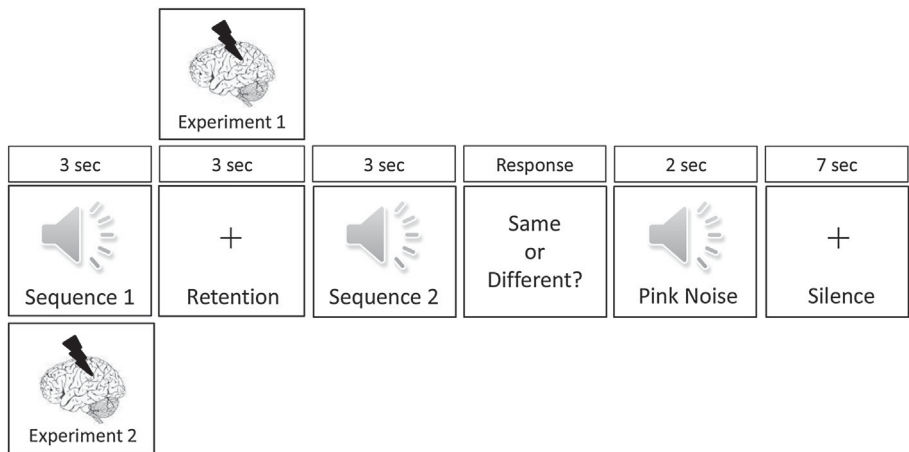 Experiment 1
3 sec
3 sec
3 sec
Response
2 sec
7 sec
Sequence 1
+
Retention
Sequence 2
Same
or
Different?
Pink Noise
+
Silence
Experiment 2